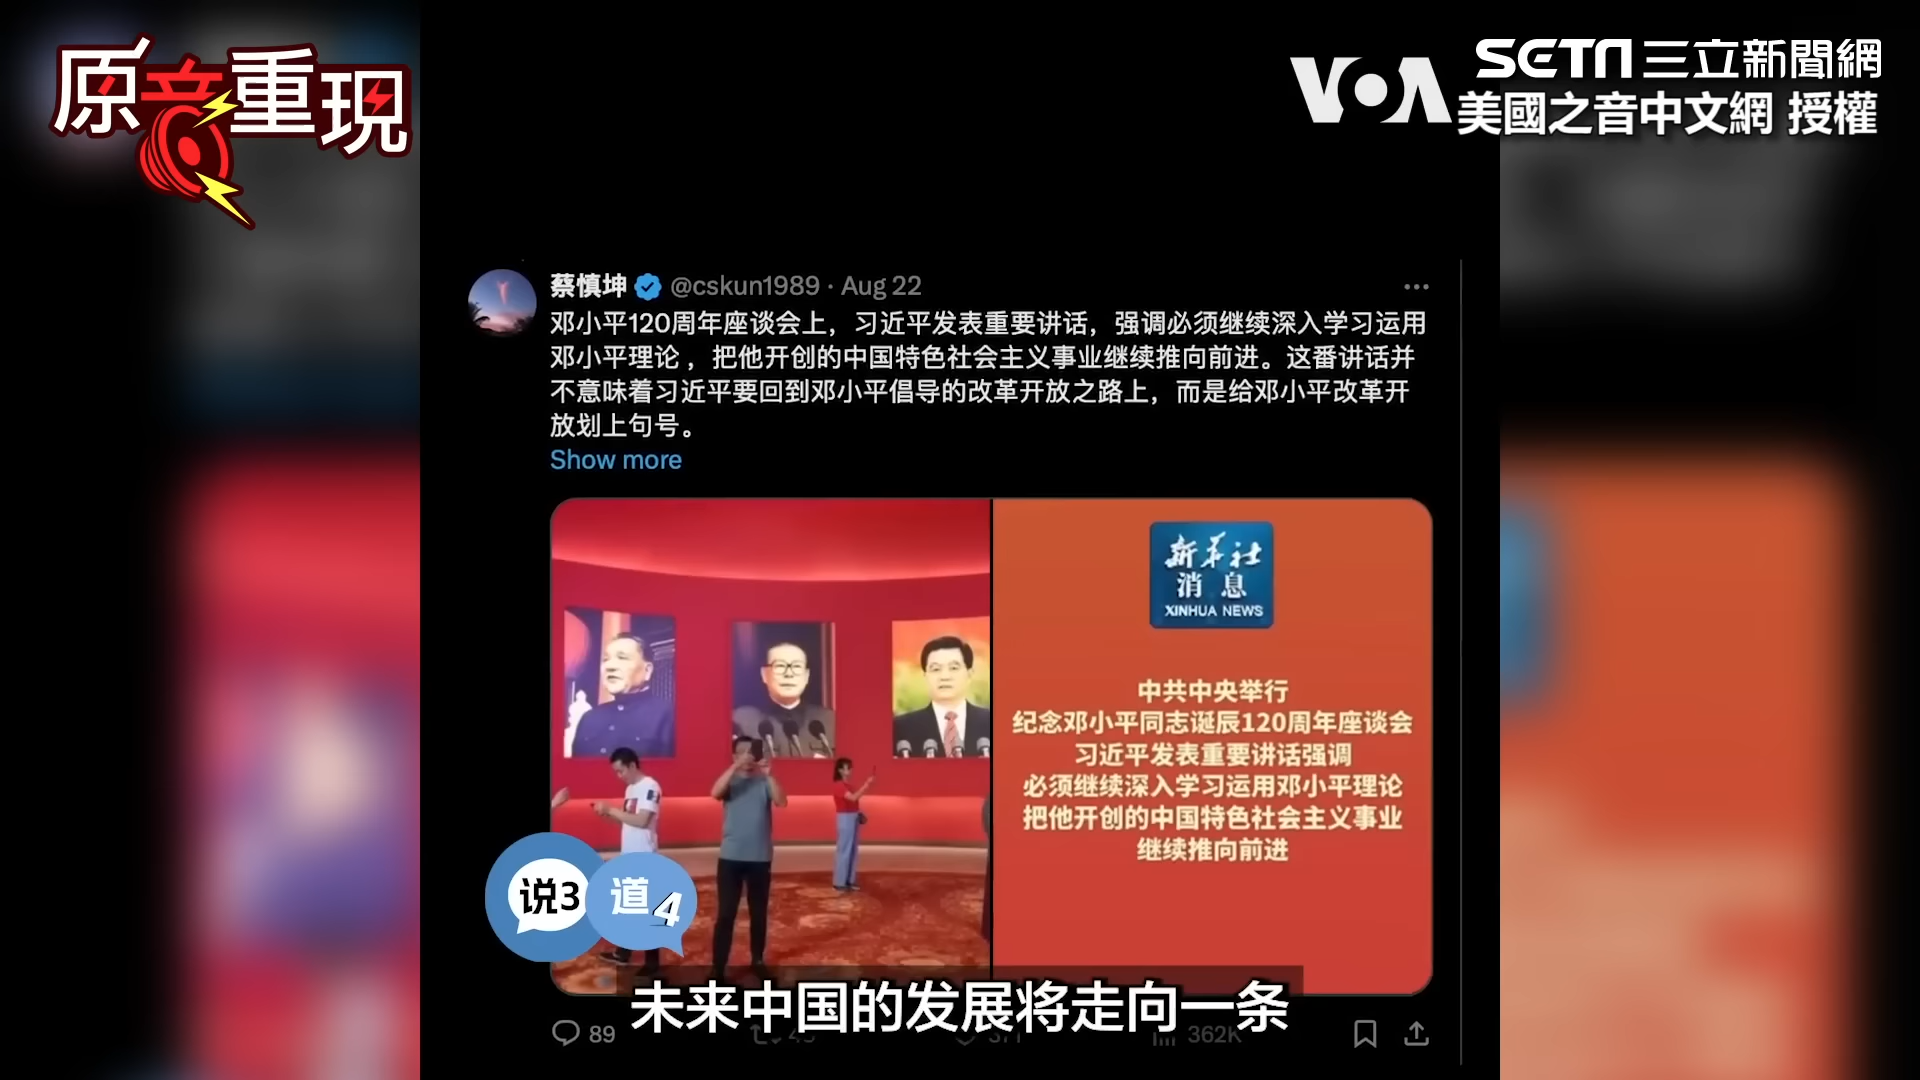 原音重現
VOA
SETN三立新聞網
美國之音中文網 授權
蔡慎坤 @cskun1989 · Aug 22
邓小平120周年座谈会上，习近平发表重要讲话，强调必须继续深入学习运用
邓小平理论，把他开创的中国特色社会主义事业继续推向前进。这番讲话并
不意味着习近平要回到邓小平倡导的改革开放之路上，而是给邓小平改革开
放划上句号。
Show more
新华社
消息
XINHUA NEWS
中共中央举行
纪念邓小平同志诞辰120周年座谈会
习近平发表重要讲话强调
必须继续深入学习运用邓小平理论
把他开创的中国特色社会主义事业
继续推向前进
说3
道4
未来中国的发展将走向一条
89
362K